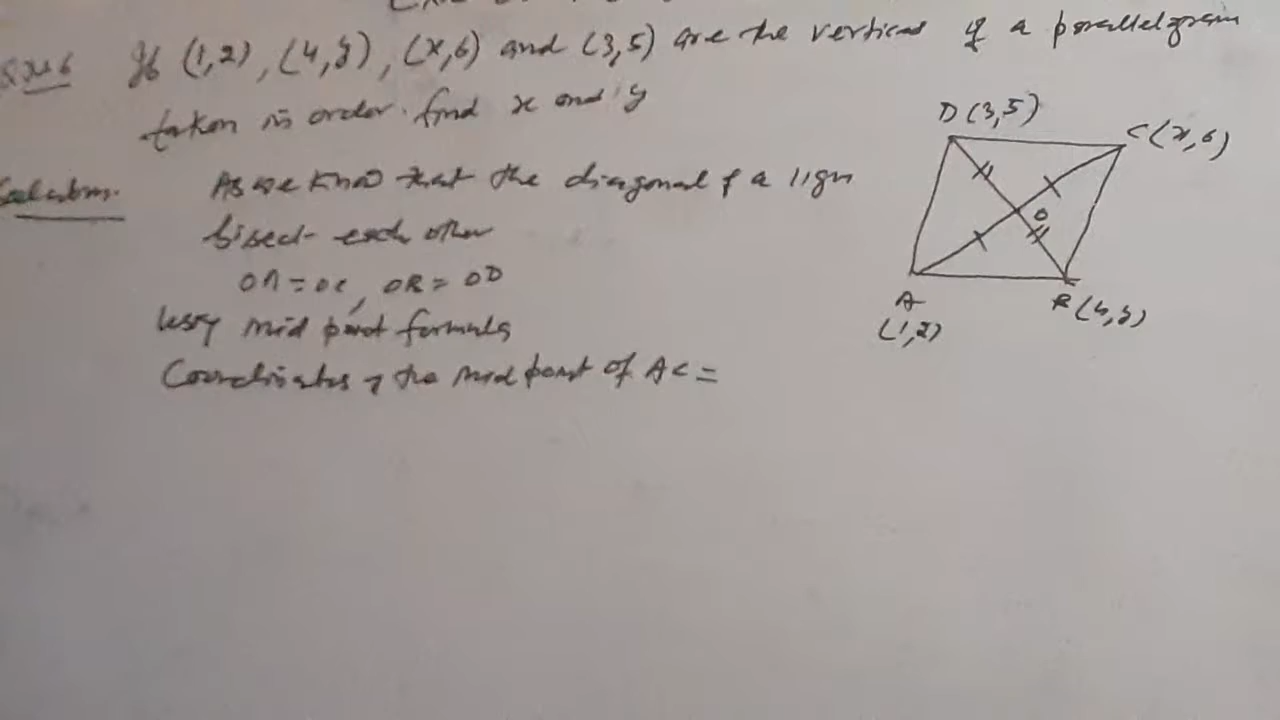 If (1,2), (4,y), (x,6) and (3,5) are the vertical of a parallelgram
taken in order. find x and y
D(3,5)
C(x,6)
Solution. As we know that the diagonal of a llgm
bisect each other
O
OA = OC, OB = OD
A
(1,2)
B(4,y)
using mid point formula
Coordinates of the mid point of AC =